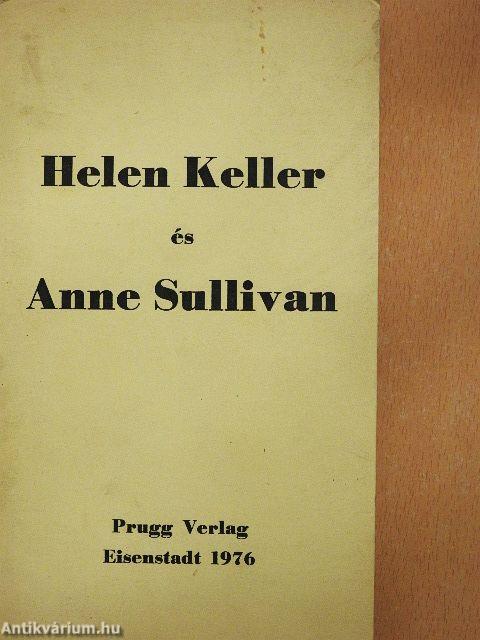 Helen Keller
és
Anne Sullivan
Prugg Verlag
Eisenstadt 1976
Antikvárium.hu